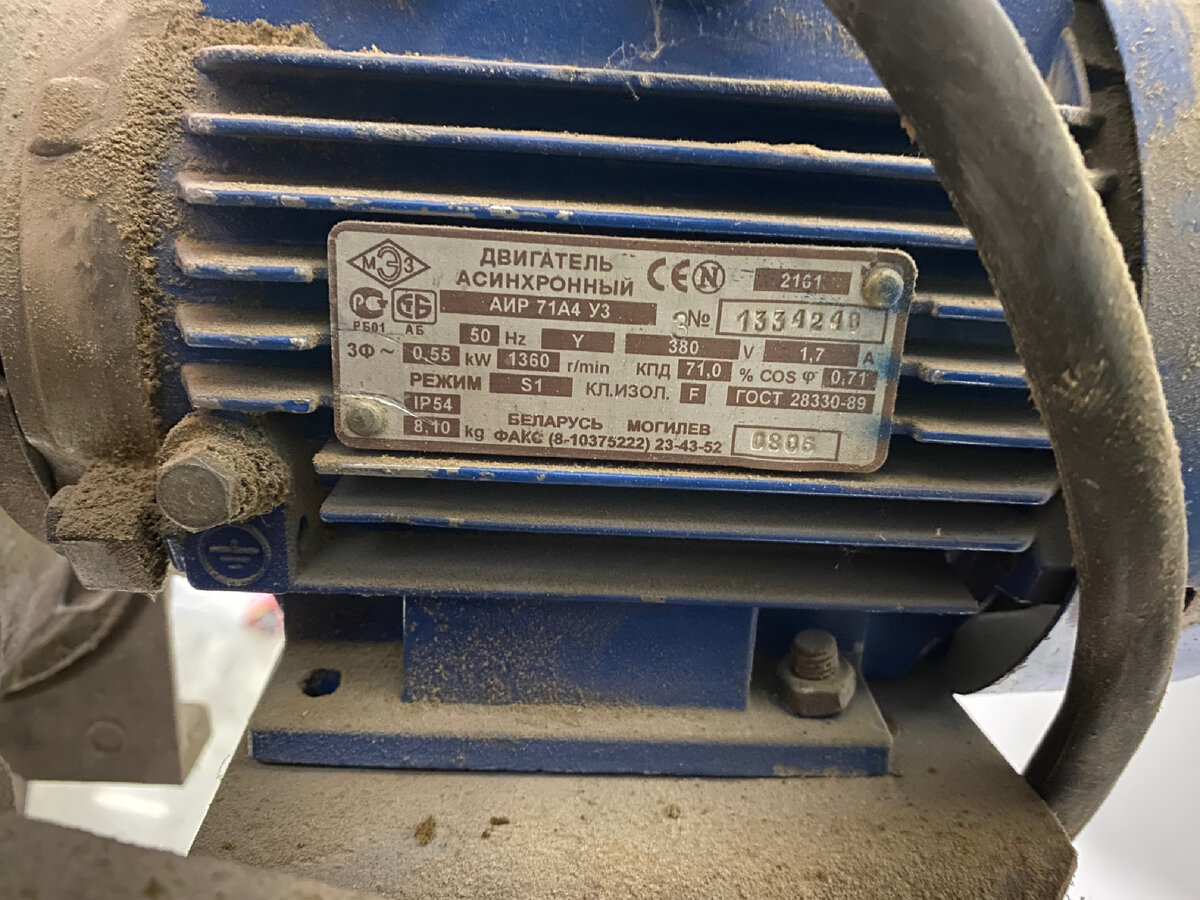 МЭЗ
ДВИГАТЕЛЬ
АСИНХРОННЫЙ
CE N 2161
РБ01 АБ
АИР 71А4 У3
З № 1334240
50 Hz Y 380 V 1,7 A
3Ф ~ 0,55 kW 1360 r/min КПД 71,0 % COS φ 0,71
РЕЖИМ S1 КЛ.ИЗОЛ. F ГОСТ 28330-89
IP54
8,10 kg
БЕЛАРУСЬ МОГИЛЕВ
ФАКС (8-10375222) 23-43-52
0806